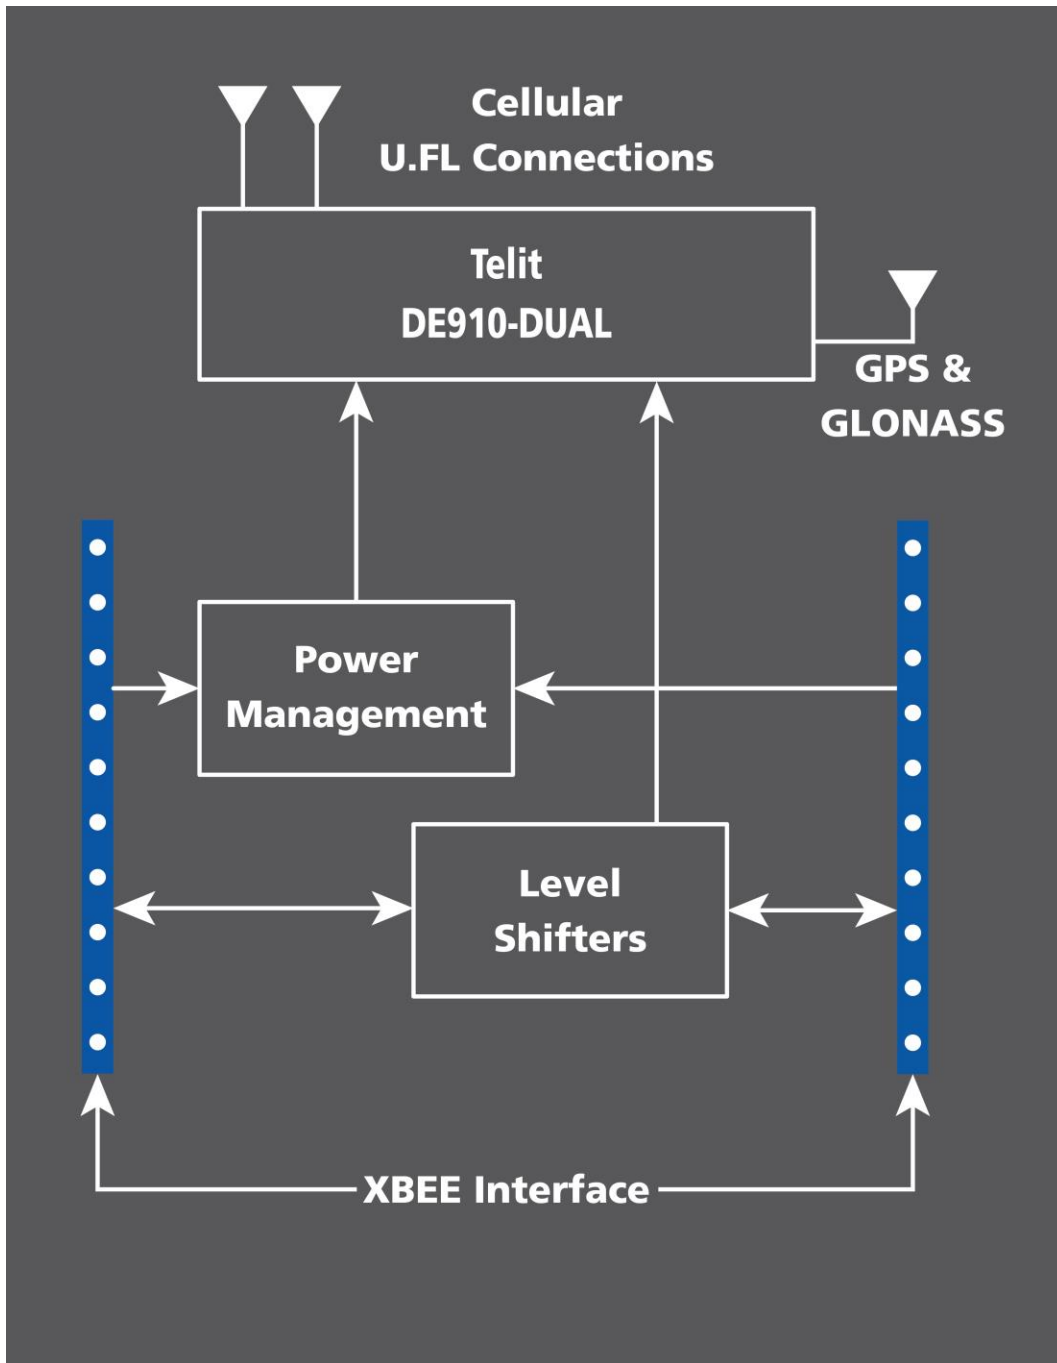 Cellular
U.FL Connections
Telit
DE910-DUAL
GPS &
GLONASS
Power
Management
Level
Shifters
XBEE Interface